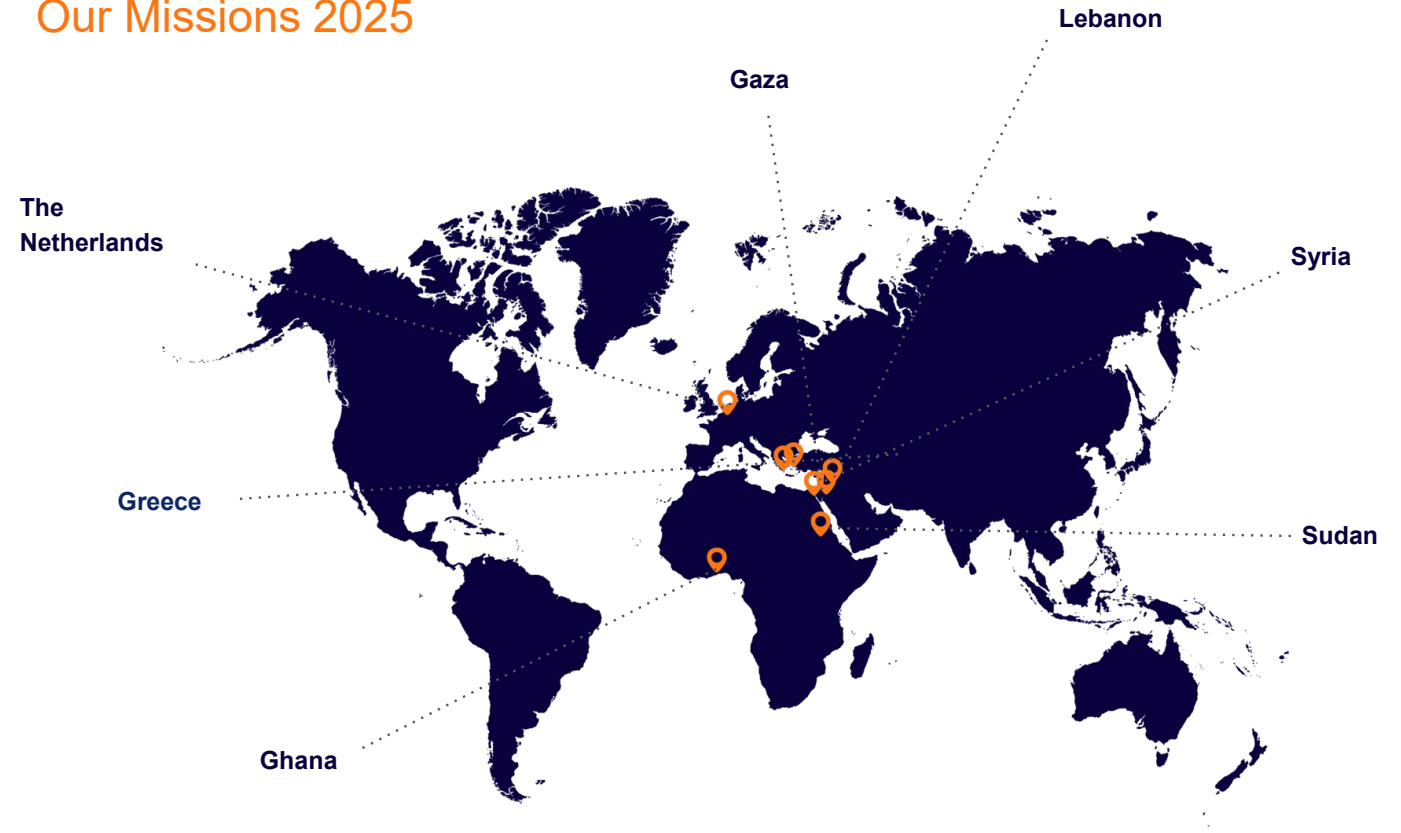 Our Missions 2025
Lebanon
Gaza
The
Netherlands
Syria
Greece
Sudan
Ghana